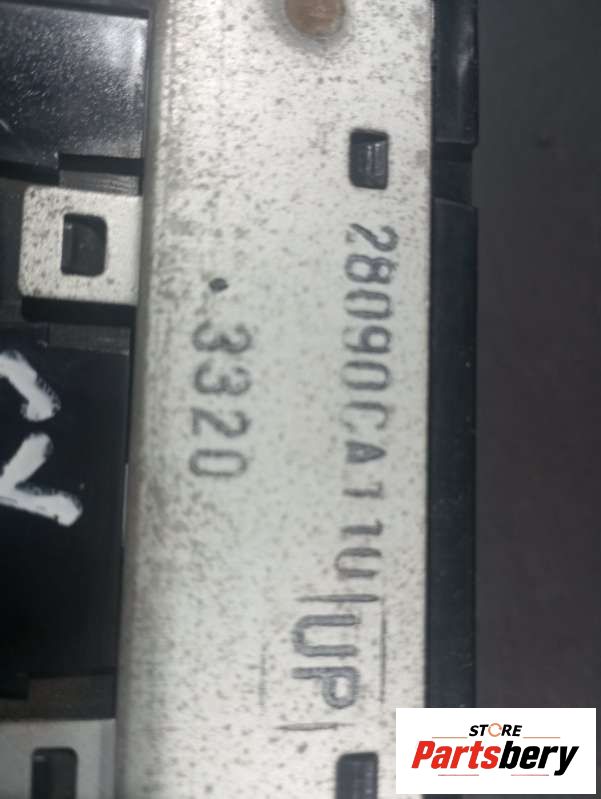 28090CA110
.3320
UP
STORE
Partsbery